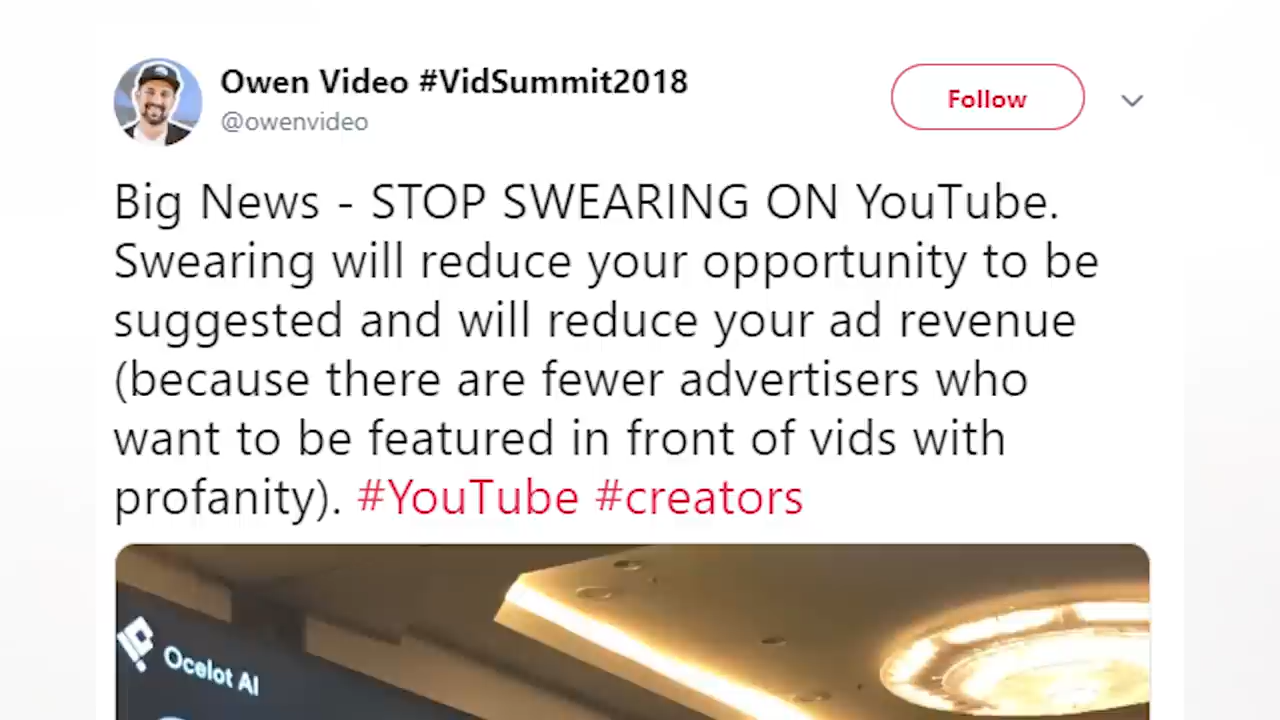 Owen Video #VidSummit2018
@owenvideo
Follow
Big News - STOP SWEARING ON YouTube.
Swearing will reduce your opportunity to be
suggested and will reduce your ad revenue
(because there are fewer advertisers who
want to be featured in front of vids with
profanity). #YouTube #creators
Ocelot AI